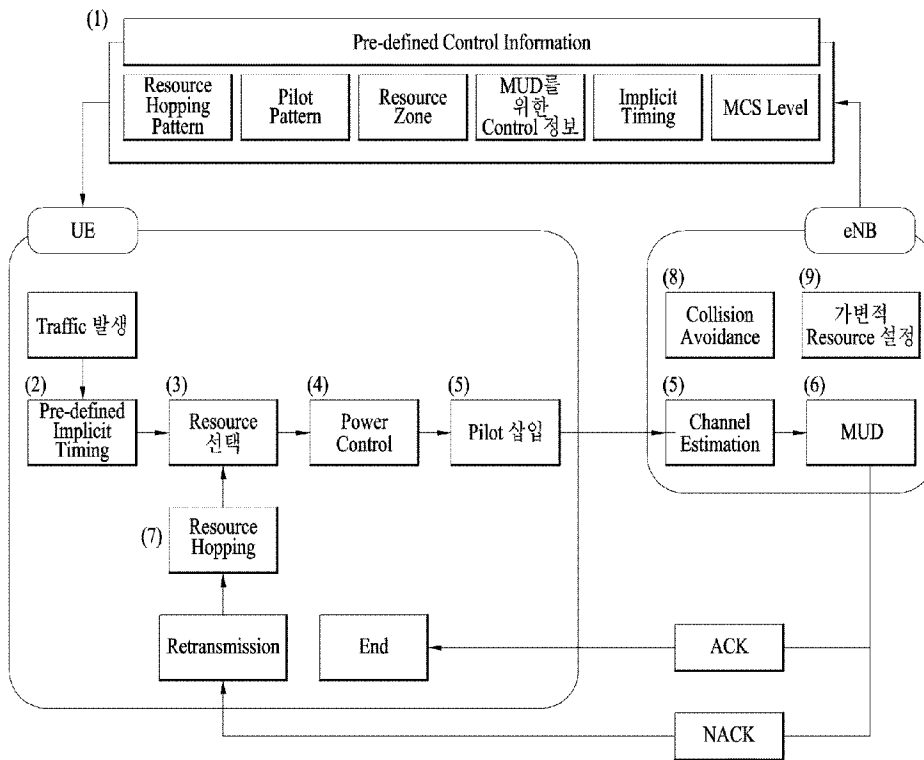 (1)
Pre-defined Control Information
Resource
Hopping
Pattern
Pilot
Pattern
Resource
Zone
MUD를
위한
Control 정보
Implicit
Timing
MCS Level
UE
eNB
Traffic 발생
(2)
Pre-defined
Implicit
Timing
(3)
Resource
선택
(4)
Power
Control
(5)
Pilot 삽입
(8)
Collision
Avoidance
(9)
가변적
Resource 설정
(5)
Channel
Estimation
(6)
MUD
(7)
Resource
Hopping
Retransmission
End
ACK
NACK